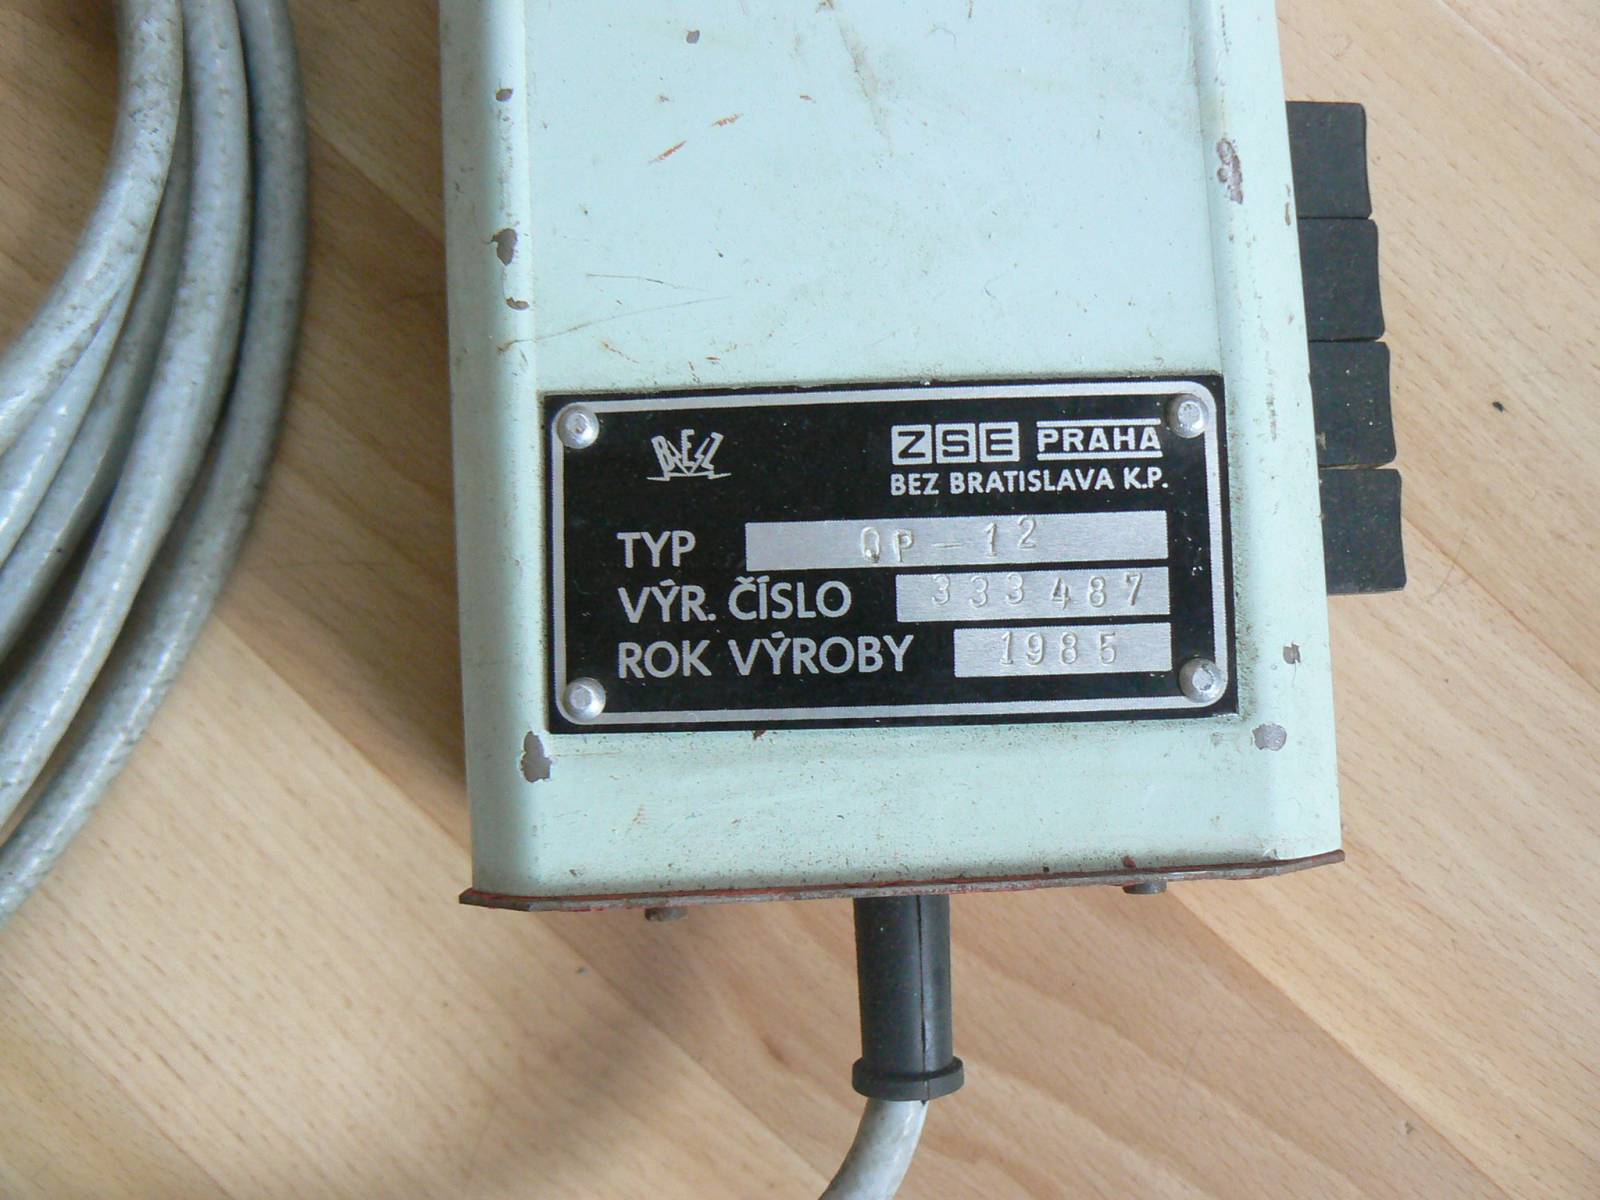 BEZ
ZSE PRAHA
BEZ BRATISLAVA K.P.
TYP QP-12
VÝR. ČÍSLO 333487
ROK VÝROBY 1985